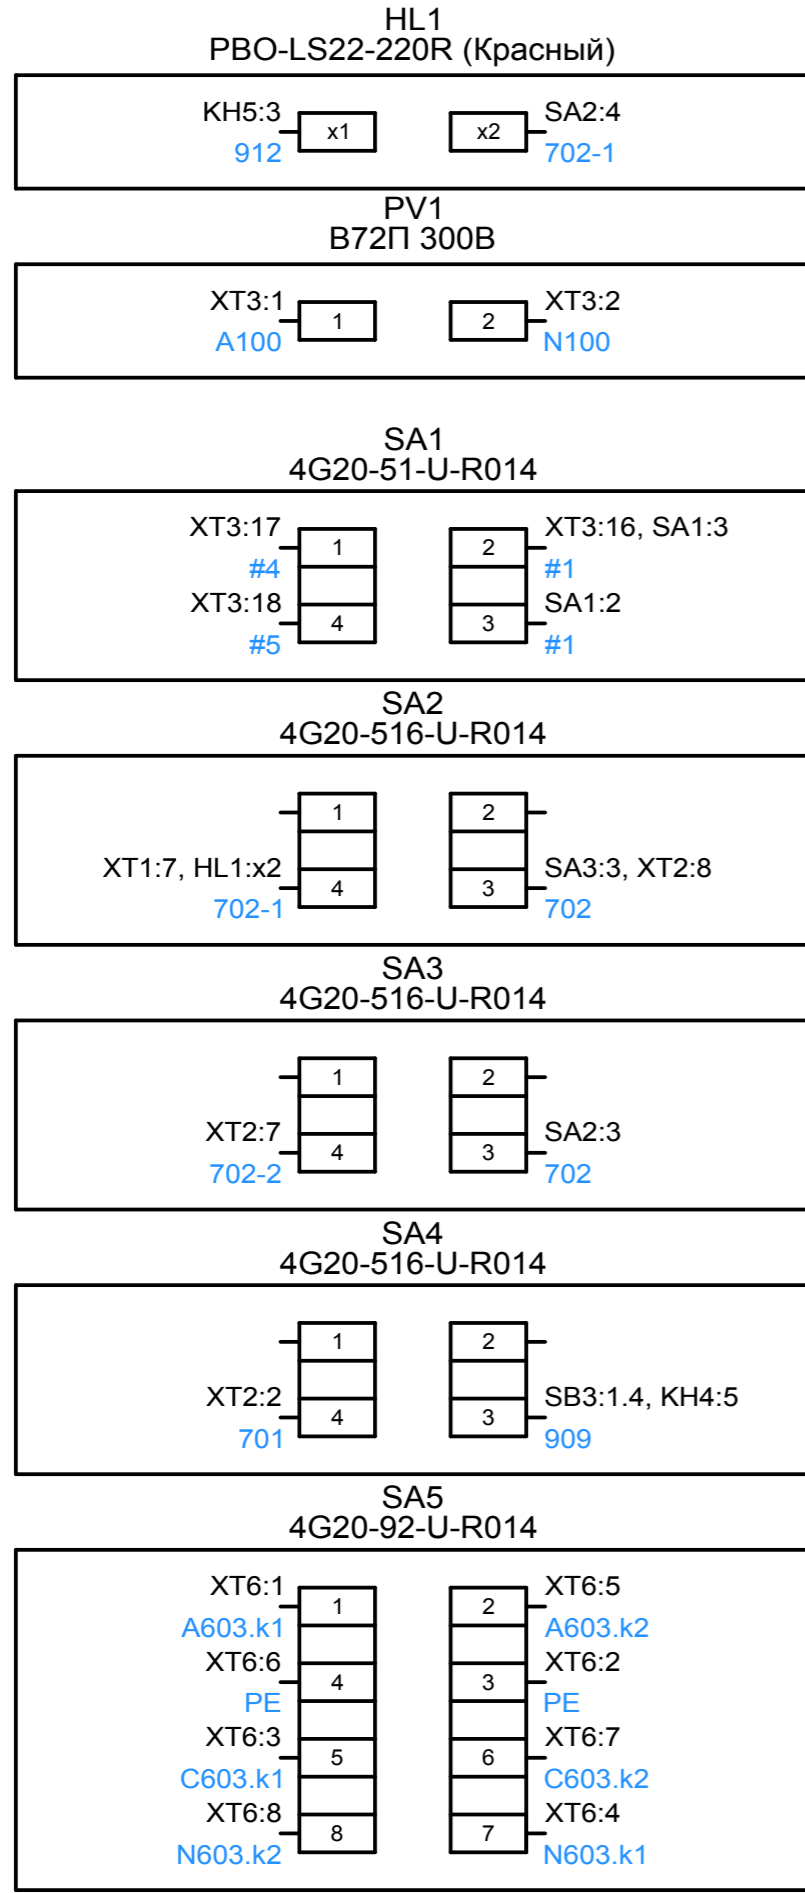 HL1
PBO-LS22-220R (Красный)
KH5:3 x1 x2 SA2:4
912 702-1
PV1
В72П 300В
XT3:1 1 2 XT3:2
A100 N100
SA1
4G20-51-U-R014
XT3:17 1 2 XT3:16, SA1:3
#4 #1
XT3:18 4 3 SA1:2
#5 #1
SA2
4G20-516-U-R014
1 2
XT1:7, HL1:x2 4 3 SA3:3, XT2:8
702-1 702
SA3
4G20-516-U-R014
1 2
XT2:7 4 3 SA2:3
702-2 702
SA4
4G20-516-U-R014
1 2
XT2:2 4 3 SB3:1.4, KH4:5
701 909
SA5
4G20-92-U-R014
XT6:1 1 2 XT6:5
A603.k1 A603.k2
XT6:6 4 3 XT6:2
PE PE
XT6:3 5 6 XT6:7
C603.k1 C603.k2
XT6:8 8 7 XT6:4
N603.k2 N603.k1